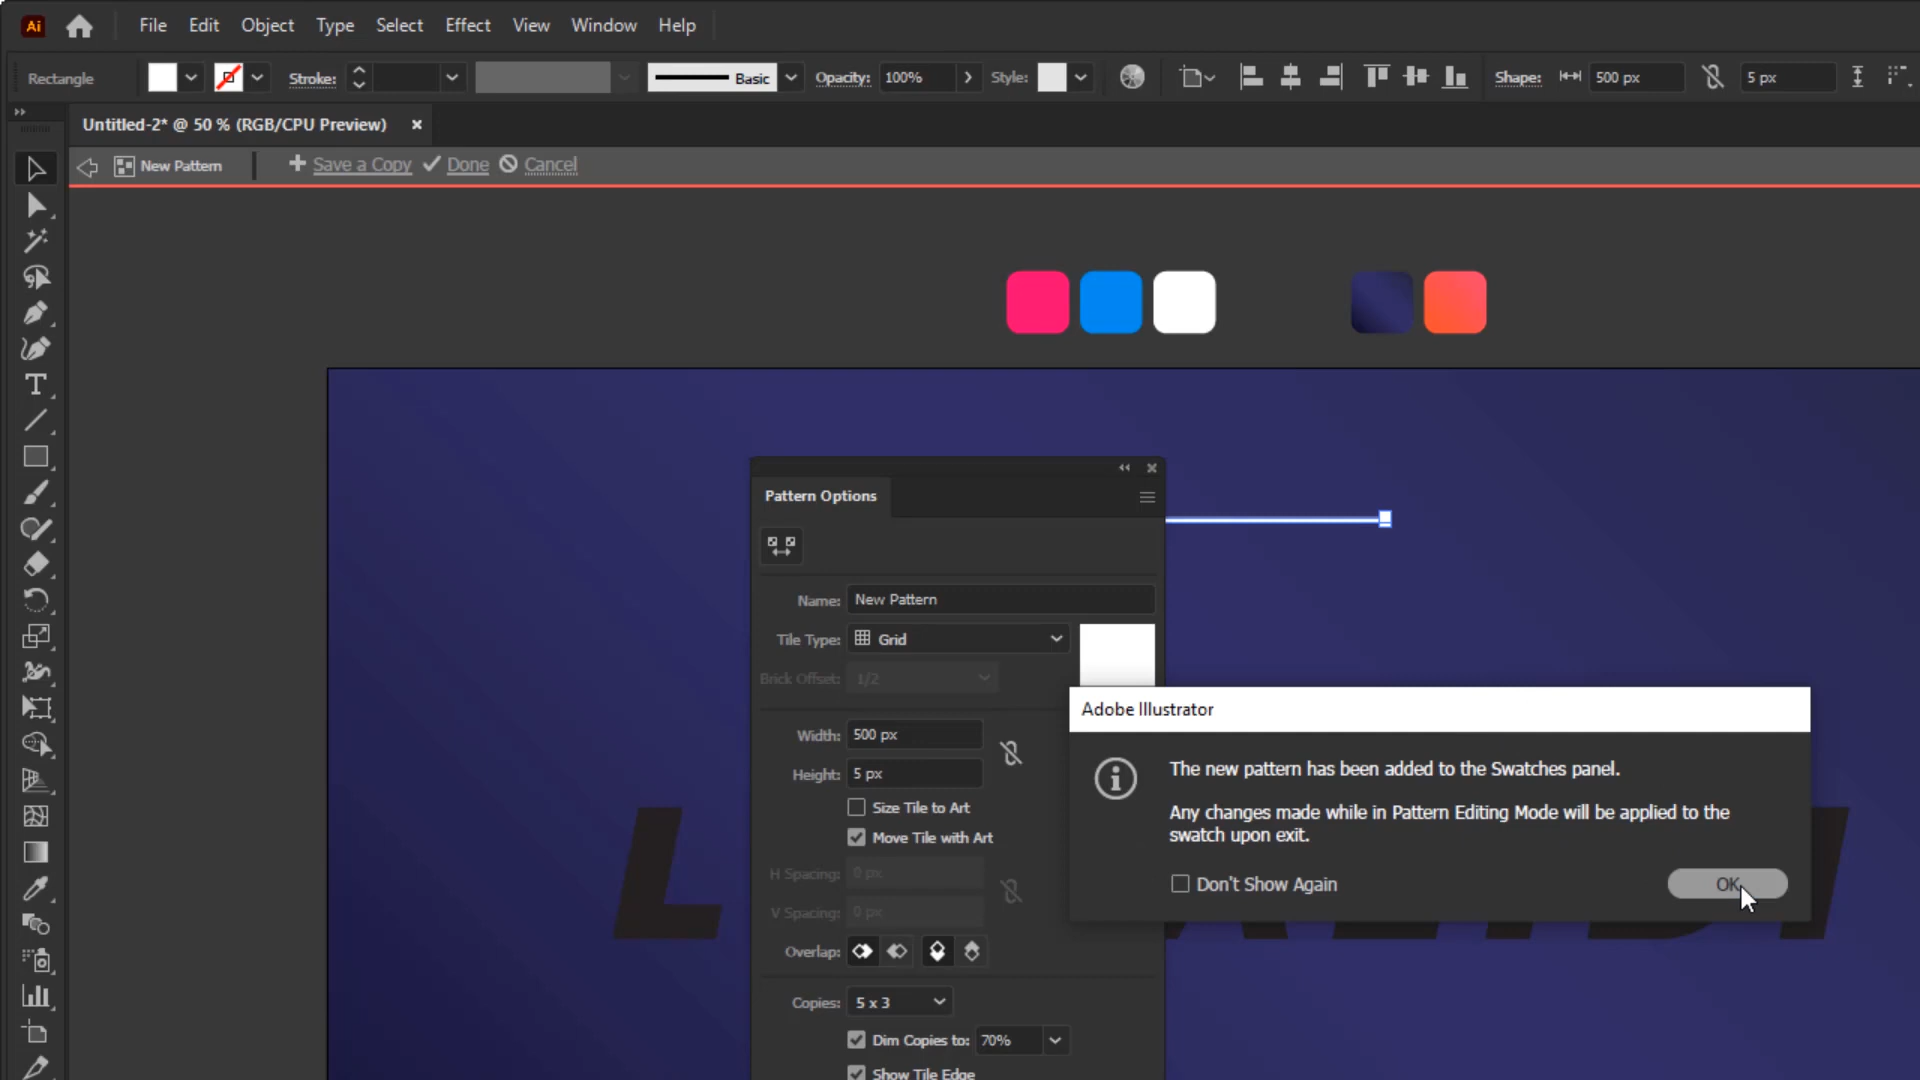 Ai File Edit Object Type Select Effect View Window Help
Rectangle Stroke: Basic Opacity: 100% Style: Shape: 500 px 5 px
Untitled-2* @ 50 % (RGB/CPU Preview)
New Pattern Save a Copy Done Cancel
Pattern Options
Name: New Pattern
Tile Type: Grid
Brick Offset: 1/2
Width: 500 px
Height: 5 px
Size Tile to Art
Move Tile with Art
H Spacing: 0 px
V Spacing: 0 px
Overlap:
Copies: 5 x 3
Dim Copies to: 70%
Show Tile Edge
Adobe Illustrator
The new pattern has been added to the Swatches panel.
Any changes made while in Pattern Editing Mode will be applied to the
swatch upon exit.
Don't Show Again
OK